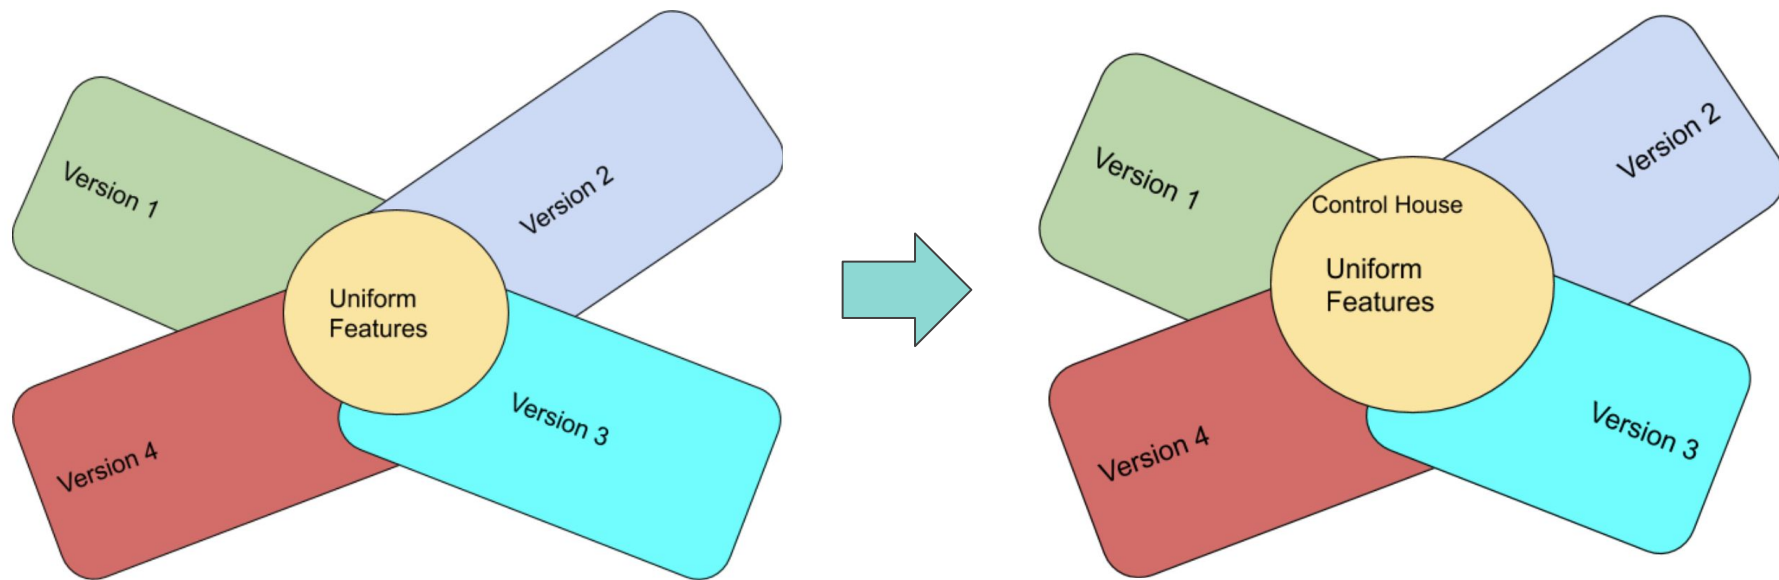 Version 1
Version 2
Uniform
Features
Version 3
Version 4
Version 1
Version 2
Control House
Uniform
Features
Version 3
Version 4